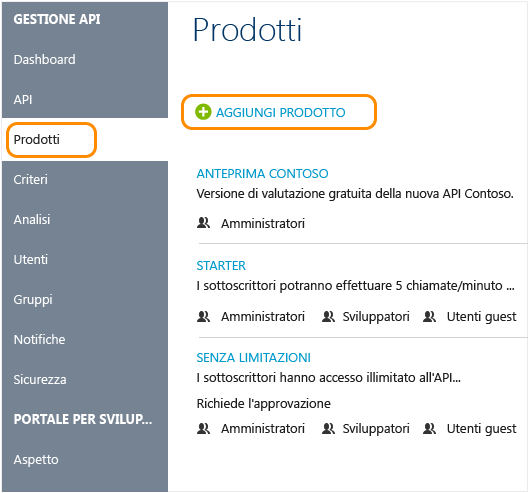 GESTIONE API
Dashboard
API
Prodotti
Criteri
Analisi
Utenti
Gruppi
Notifiche
Sicurezza
PORTALE PER SVILUP...
Aspetto
Prodotti
AGGIUNGI PRODOTTO
ANTEPRIMA CONTOSO
Versione di valutazione gratuita della nuova API Contoso.
Amministratori
STARTER
I sottoscrittori potranno effettuare 5 chiamate/minuto ...
Amministratori Sviluppatori Utenti guest
SENZA LIMITAZIONI
I sottoscrittori hanno accesso illimitato all'API...
Richiede l'approvazione
Amministratori Sviluppatori Utenti guest